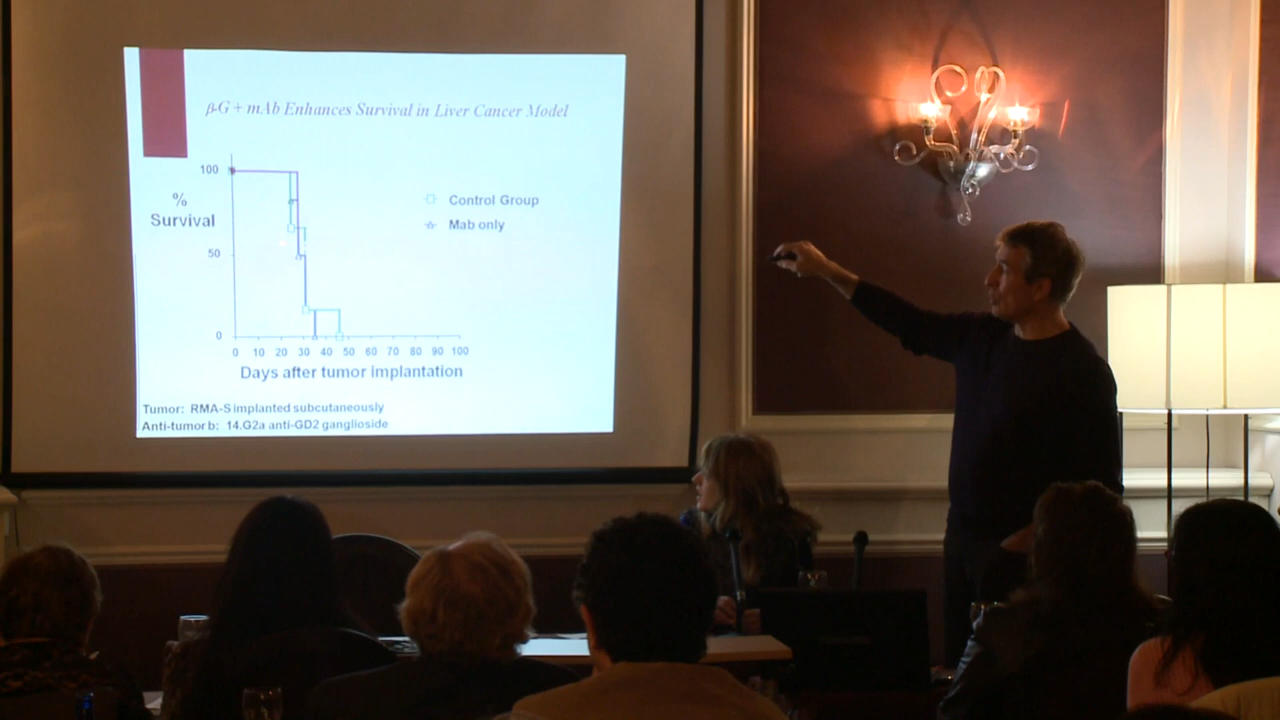 β-G + mAb Enhances Survival in Liver Cancer Model
100
%
Survival
50
0
Control Group
Mab only
0 10 20 30 40 50 60 70 80 90 100
Days after tumor implantation
Tumor: RMA-S implanted subcutaneously
Anti-tumor b: 14.G2a anti-GD2 ganglioside